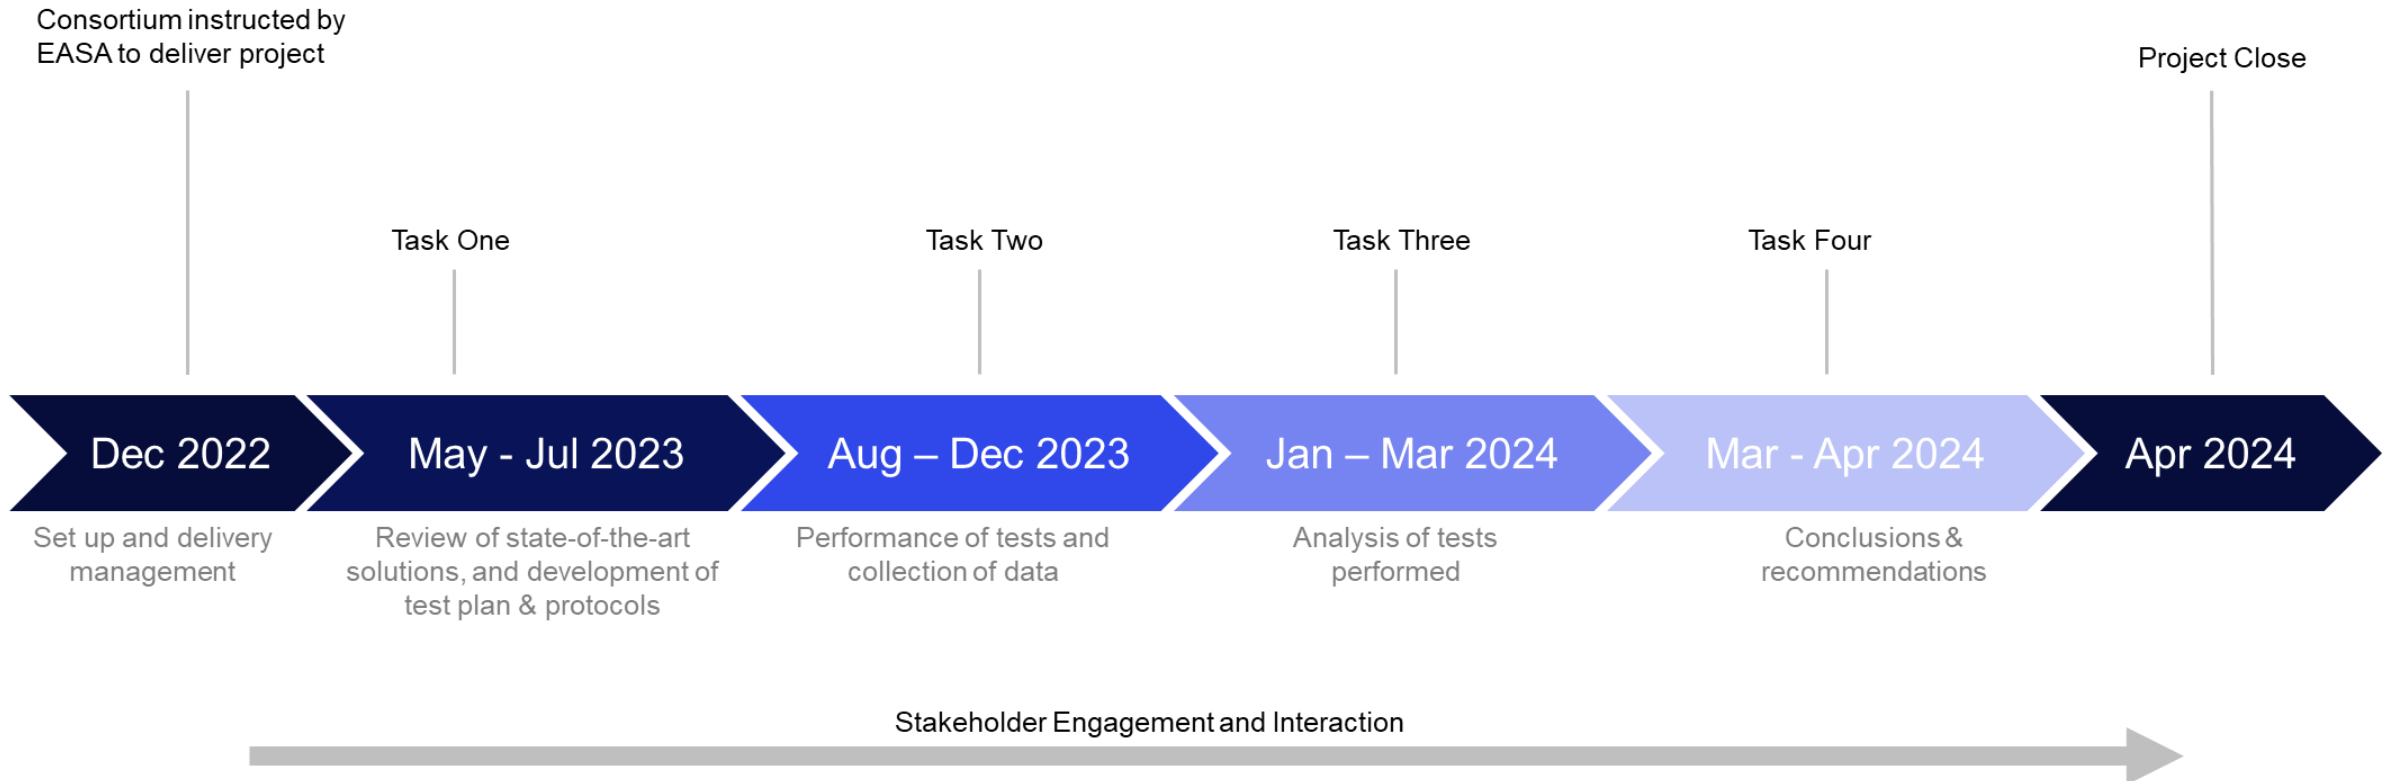 Consortium instructed by
EASA to deliver project
Project Close
Task One
Task Two
Task Three
Task Four
Dec 2022
May - Jul 2023
Aug – Dec 2023
Jan – Mar 2024
Mar - Apr 2024
Apr 2024
Set up and delivery
management
Review of state-of-the-art
solutions, and development of
test plan & protocols
Performance of tests and
collection of data
Analysis of tests
performed
Conclusions &
recommendations
Stakeholder Engagement and Interaction